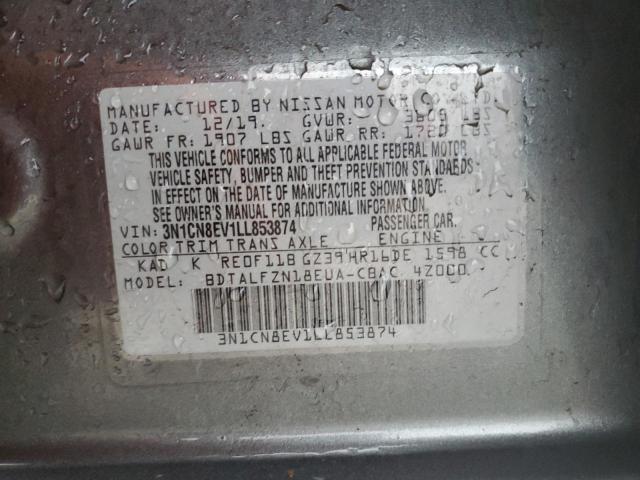 MANUFACTURED BY NISSAN MOTOR CO. LTD.
DATE: 12/19. GVWR: 3609 LBS
GAWR FR: 1907 LBS GAWR RR: LBS
THIS VEHICLE CONFORMS TO ALL APPLICABLE FEDERAL MOTOR
VEHICLE SAFETY, BUMPER AND THEFT PREVENTION STANDARDS
IN EFFECT ON THE DATE OF MANUFACTURE SHOWN ABOVE.
SEE OWNER'S MANUAL FOR ADDITIONAL INFORMATION.
VIN: 3N1CN8EV1LL853874 PASSENGER CAR.
COLOR TRIM TRANS AXLE ENGINE
KAD K RE0F11B GZ39 HR16DE 1598 CC
MODEL: BDTALFZN18EUA-CBAC 4Z000
3N1CN8EV1LL853874